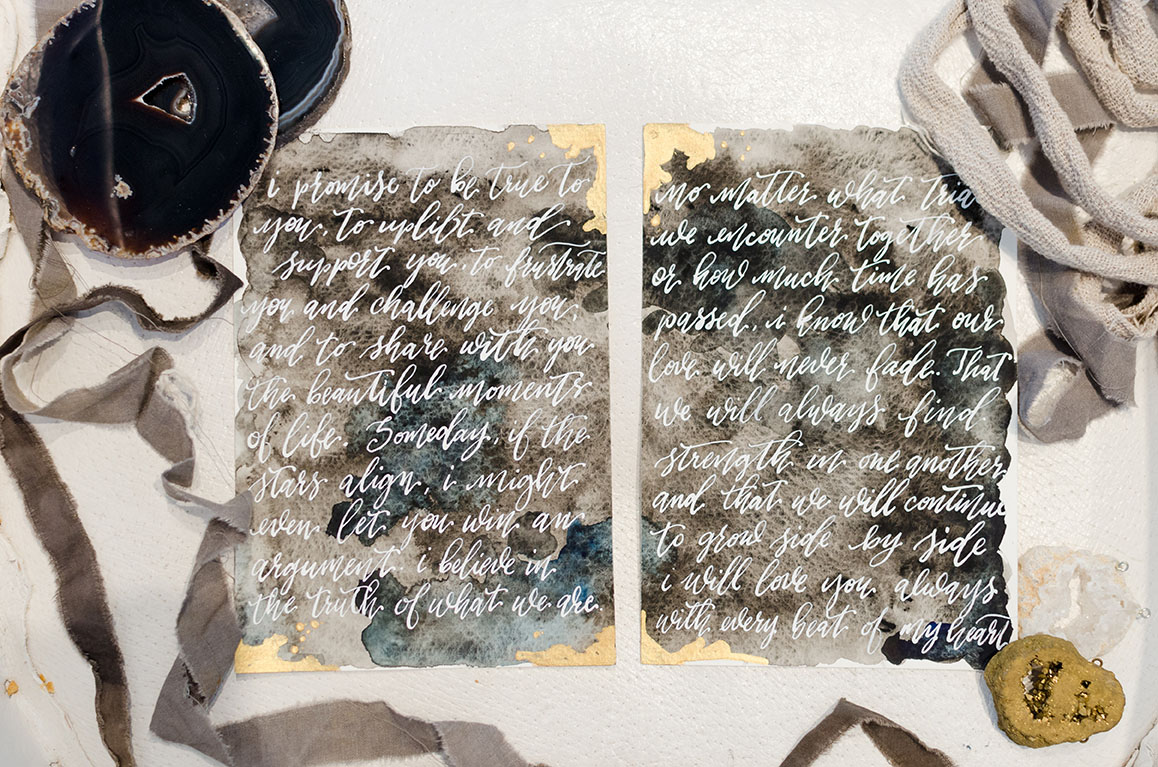 i promise to be true to
you, to uplift and
support you, to frustrate
you and challenge you,
and to share with you
the beautiful moments
of life. Someday, if the
stars align, i might
even let you win an
argument. i believe in
the truth of what we are.
no matter what tria
we encounter together
or how much time has
passed, i know that our
love will never fade. That
we will always find
strength in one another
and that we will continue
to grow side by side
i will love you always
with every beat of my heart